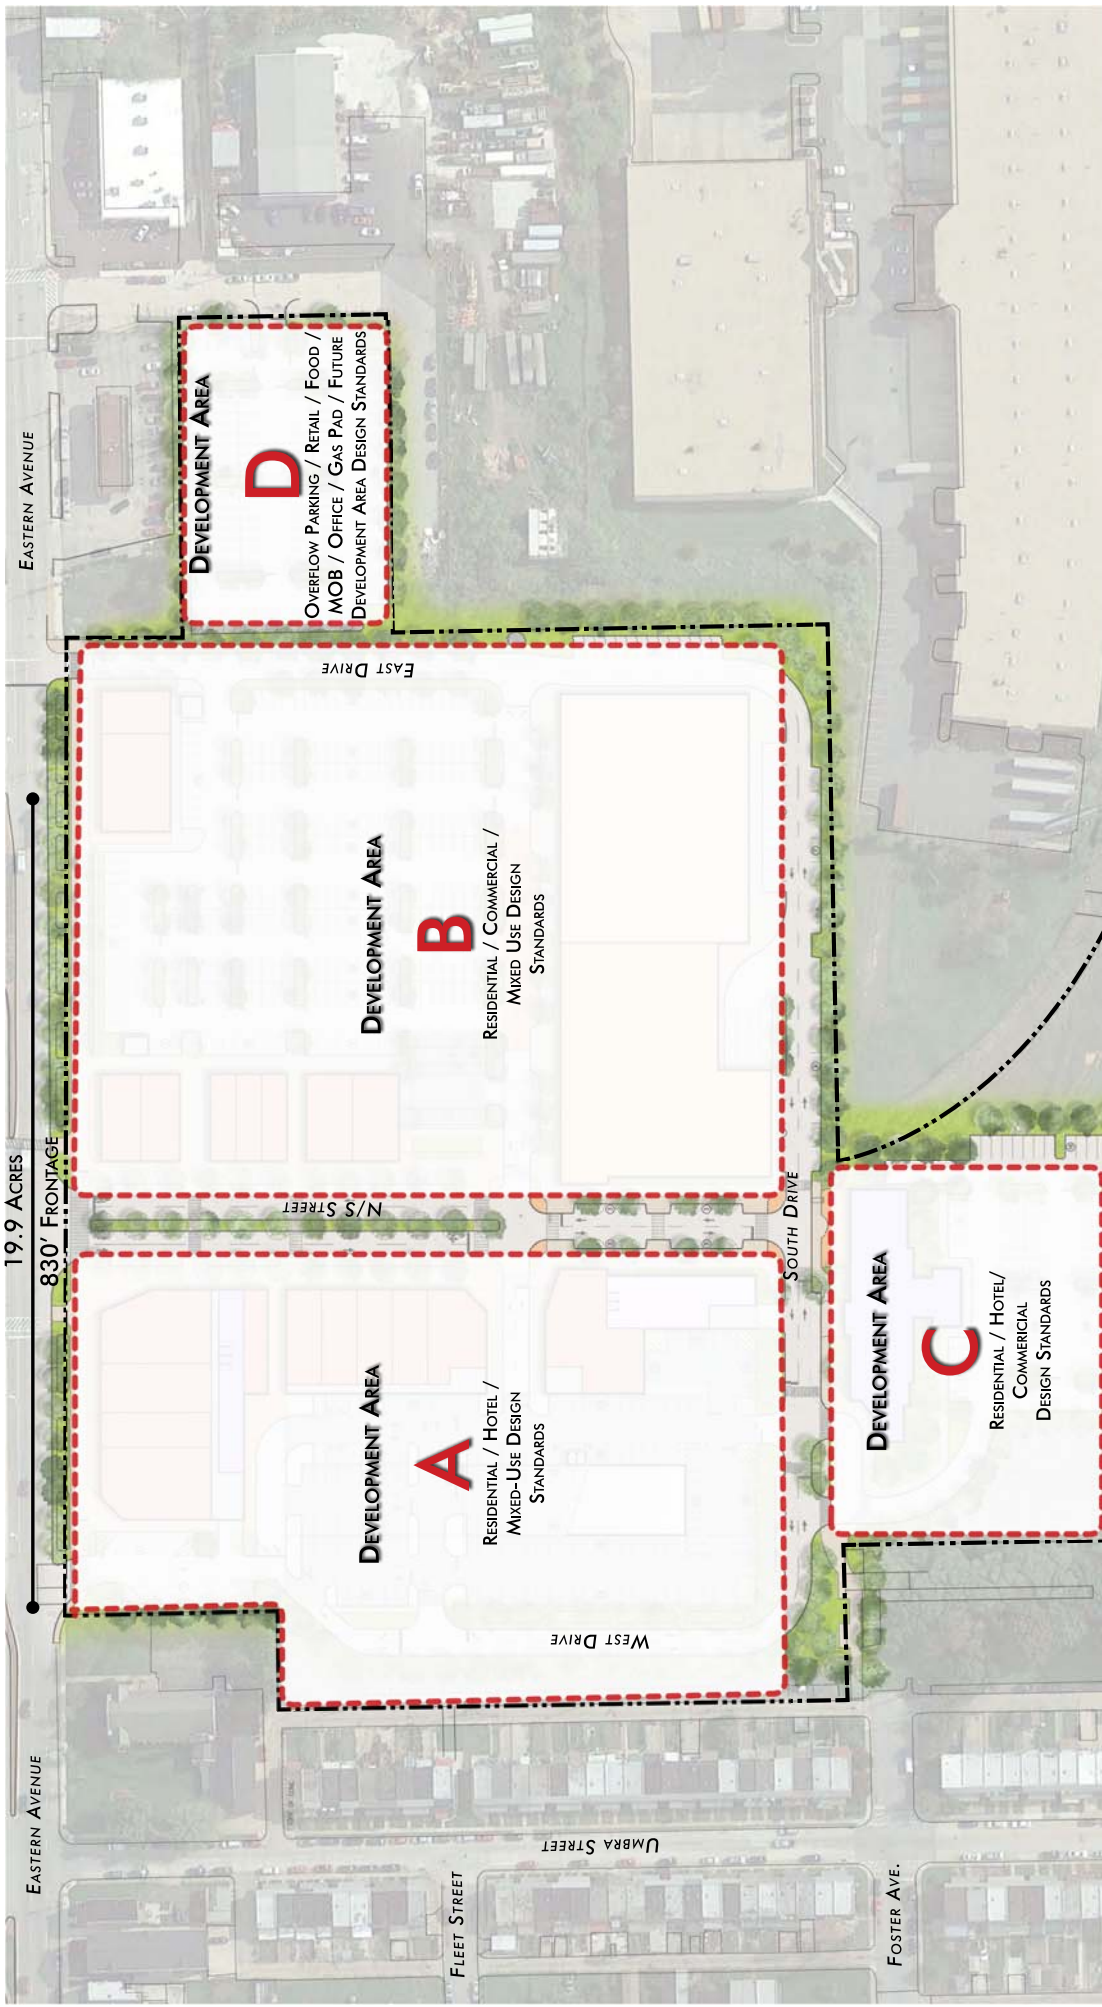 19.9 Acres
830' Frontage
Eastern Avenue
Eastern Avenue
Development Area
A
Residential / Hotel /
Mixed-Use Design
Standards
Development Area
B
Residential / Commercial /
Mixed Use Design
Standards
Development Area
C
Residential / Hotel/
Commericial
Design Standards
Development Area
D
Overflow Parking / Retail / Food /
MOB / Office / Gas Pad / Future
Development Area Design Standards
West Drive
N/S Street
East Drive
South Drive
Umbra Street
Fleet Street
Foster Ave.